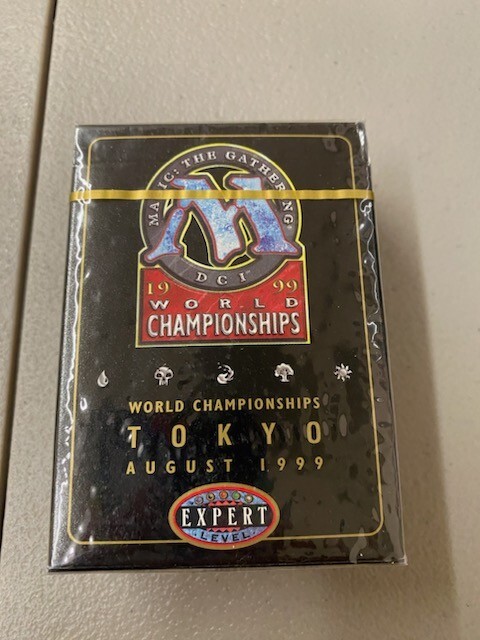 MAGIC: THE GATHERING
M
DCI
19 99
WORLD
CHAMPIONSHIPS
WORLD CHAMPIONSHIPS
TOKYO
AUGUST 1999
EXPERT
LEVEL